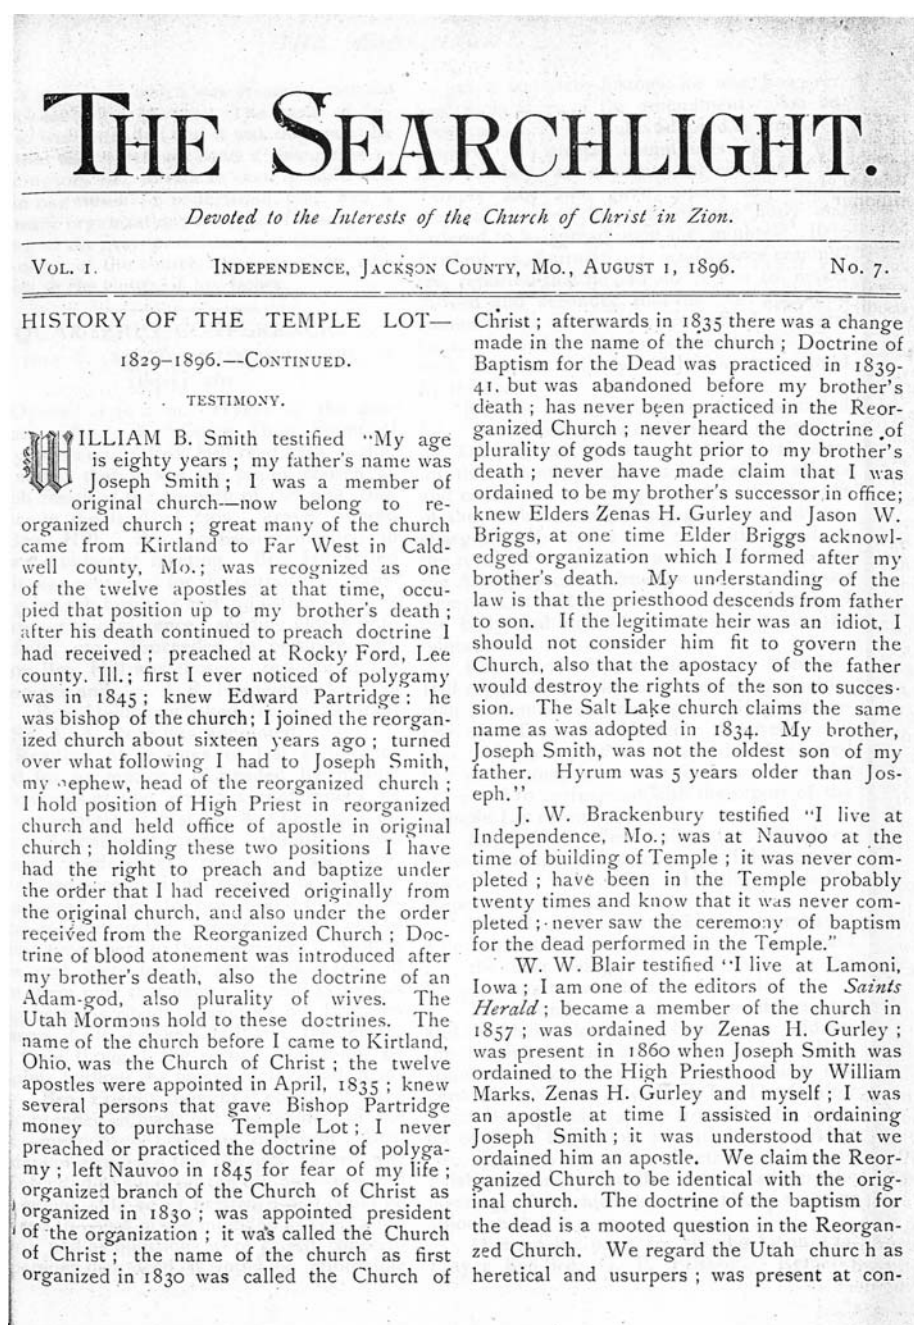 THE SEARCHLIGHT.
Devoted to the Interests of the Church of Christ in Zion.
VOL. 1. INDEPENDENCE, JACKSON COUNTY, MO., AUGUST 1, 1896. No. 7.
HISTORY OF THE TEMPLE LOT—
1829-1896.—CONTINUED.
TESTIMONY.
WILLIAM B. Smith testified "My age
is eighty years; my father's name was
Joseph Smith; I was a member of
original church—now belong to re-
organized church; great many of the church
came from Kirtland to Far West in Cald-
well county, Mo.; was recognized as one
of the twelve apostles at that time, occu-
pied that position up to my brother's death;
after his death continued to preach doctrine I
had received; preached at Rocky Ford, Lee
county, Ill.; first I ever noticed of polygamy
was in 1845; knew Edward Partridge: he
was bishop of the church; I joined the reorgan-
ized church about sixteen years ago; turned
over what following I had to Joseph Smith,
my nephew, head of the reorganized church;
I hold position of High Priest in reorganized
church and held office of apostle in original
church; holding these two positions I have
had the right to preach and baptize under
the order that I had received originally from
the original church, and also under the order
received from the Reorganized Church; Doc-
trine of blood atonement was introduced after
my brother's death, also the doctrine of an
Adam-god, also plurality of wives. The
Utah Mormons hold to these doctrines. The
name of the church before I came to Kirtland,
Ohio, was the Church of Christ; the twelve
apostles were appointed in April, 1835; knew
several persons that gave Bishop Partridge
money to purchase Temple Lot; I never
preached or practiced the doctrine of polyga-
my; left Nauvoo in 1845 for fear of my life;
organized branch of the Church of Christ as
organized in 1830; was appointed president
of the organization; it was called the Church
of Christ; the name of the church as first
organized in 1830 was called the Church of
Christ; afterwards in 1835 there was a change
made in the name of the church; Doctrine of
Baptism for the Dead was practiced in 1839-
41, but was abandoned before my brother's
death; has never been practiced in the Reor-
ganized Church; never heard the doctrine of
plurality of gods taught prior to my brother's
death; never have made claim that I was
ordained to be my brother's successor in office;
knew Elders Zenas H. Gurley and Jason W.
Briggs, at one time Elder Briggs acknowl-
edged organization which I formed after my
brother's death. My understanding of the
law is that the priesthood descends from father
to son. If the legitimate heir was an idiot, I
should not consider him fit to govern the
Church, also that the apostacy of the father
would destroy the rights of the son to succes-
sion. The Salt Lake church claims the same
name as was adopted in 1834. My brother,
Joseph Smith, was not the oldest son of my
father. Hyrum was 5 years older than Jos-
eph."
J. W. Brackenbury testified "I live at
Independence, Mo.; was at Nauvoo at the
time of building of Temple; it was never com-
pleted; have been in the Temple probably
twenty times and know that it was never com-
pleted; never saw the ceremony of baptism
for the dead performed in the Temple."
W. W. Blair testified "I live at Lamoni,
Iowa; I am one of the editors of the Saints
Herald; became a member of the church in
1857; was ordained by Zenas H. Gurley;
was present in 1860 when Joseph Smith was
ordained to the High Priesthood by William
Marks, Zenas H. Gurley and myself; I was
an apostle at time I assisted in ordaining
Joseph Smith; it was understood that we
ordained him an apostle. We claim the Reor-
ganized Church to be identical with the orig-
inal church. The doctrine of the baptism for
the dead is a mooted question in the Reorgan-
zed Church. We regard the Utah churc h as
heretical and usurpers; was present at con-